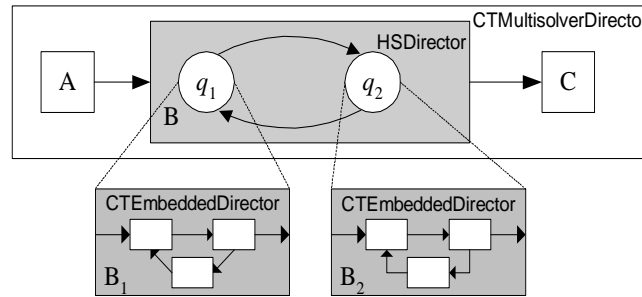 CTMultisolverDirecto
HSDirector
A
B
q1
q2
C
CTEmbeddedDirector
B1
CTEmbeddedDirector
B2